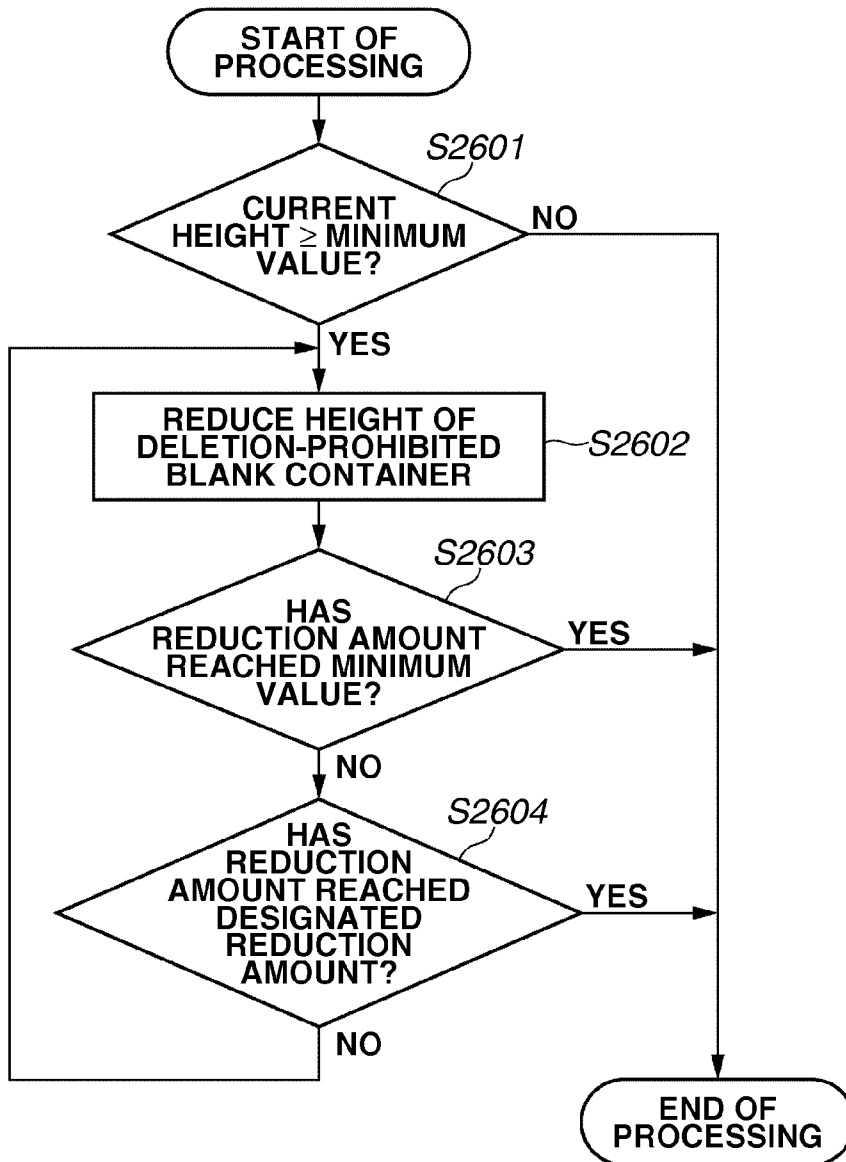 START OF
PROCESSING
S2601
CURRENT
HEIGHT ≥ MINIMUM
VALUE?
NO
YES
REDUCE HEIGHT OF
DELETION-PROHIBITED
BLANK CONTAINER
S2602
S2603
HAS
REDUCTION AMOUNT
REACHED MINIMUM
VALUE?
YES
NO
S2604
HAS
REDUCTION
AMOUNT REACHED
DESIGNATED
REDUCTION
AMOUNT?
YES
NO
END OF
PROCESSING